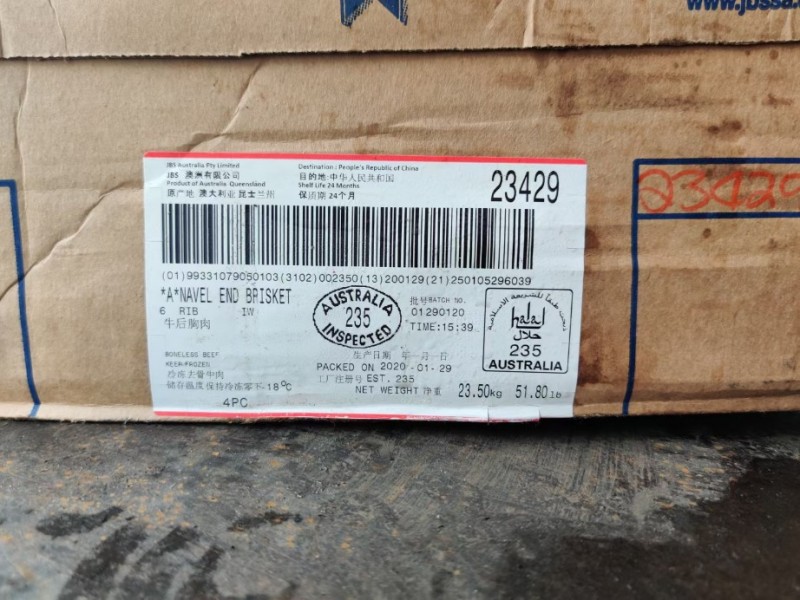 www.jbssa
JBS Australia Pty Limited
JBS 澳洲有限公司
Product of Australia. Queensland
原产地 澳大利亚 昆士兰州
Destination : People's Republic of China
目的地:中华人民共和国
Shelf Life 24 Months
保质期 24个月
23429
23429
(01)99331079050103(3102)002350(13)200129(21)250105296039
*A*NAVEL END BRISKET
6 RIB IW
牛后胸肉
AUSTRALIA
235
INSPECTED
批号BATCH NO.
01290120
TIME:15:39
halal
حلال
235
AUSTRALIA
BONELESS BEEF
KEEP FROZEN
冷冻去骨牛肉
储存温度保持冷冻零下-18°C
4PC
生产日期 年 月 日
PACKED ON 2020-01-29
工厂注册号 EST. 235
NET WEIGHT 净重 23.50kg 51.80lb